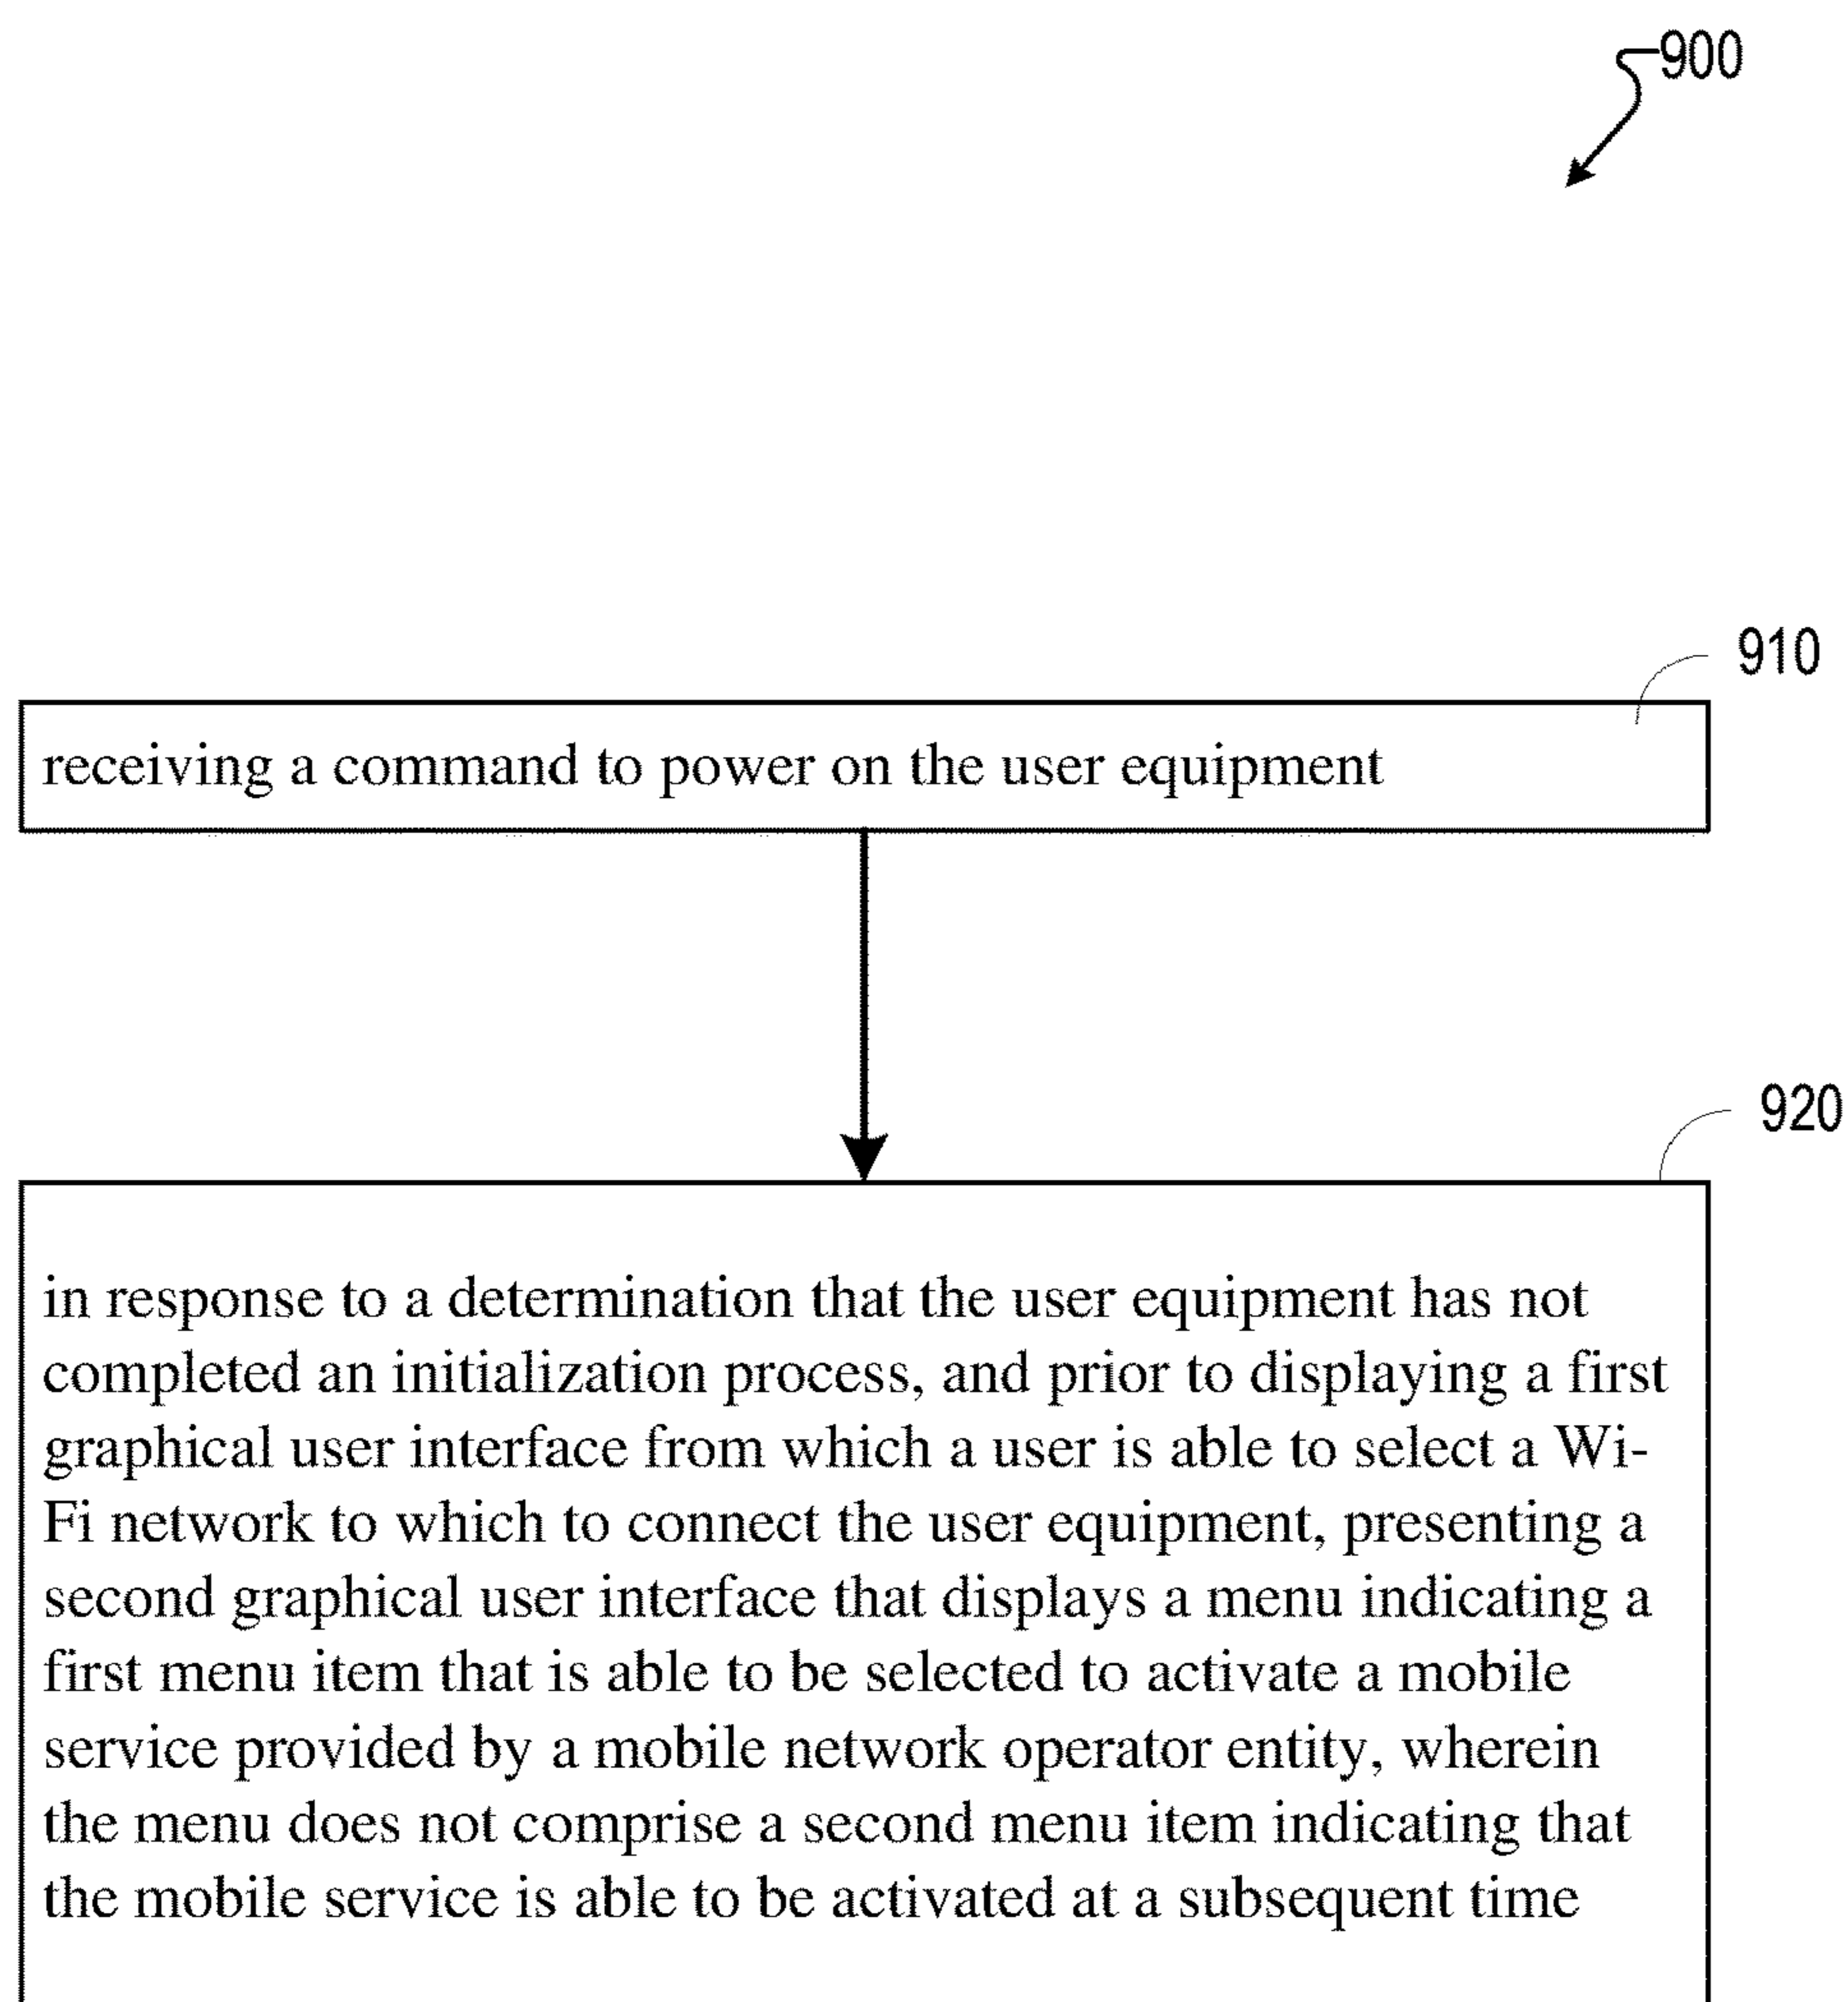 900
910
receiving a command to power on the user equipment
920
in response to a determination that the user equipment has not
completed an initialization process, and prior to displaying a first
graphical user interface from which a user is able to select a Wi-
Fi network to which to connect the user equipment, presenting a
second graphical user interface that displays a menu indicating a
first menu item that is able to be selected to activate a mobile
service provided by a mobile network operator entity, wherein
the menu does not comprise a second menu item indicating that
the mobile service is able to be activated at a subsequent time